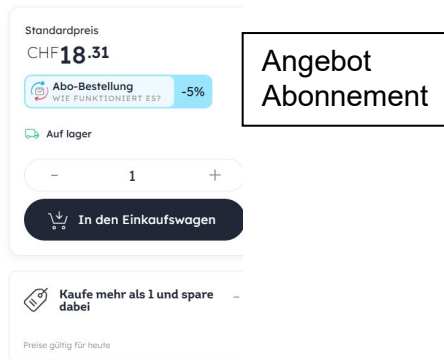 Standardpreis
CHF18.31
Abo-Bestellung
WIE FUNKTIONIERT ES?
-5%
Auf lager
- 1 +
In den Einkaufswagen
Kaufe mehr als 1 und spare
dabei
Preise gültig für heute
Angebot
Abonnement